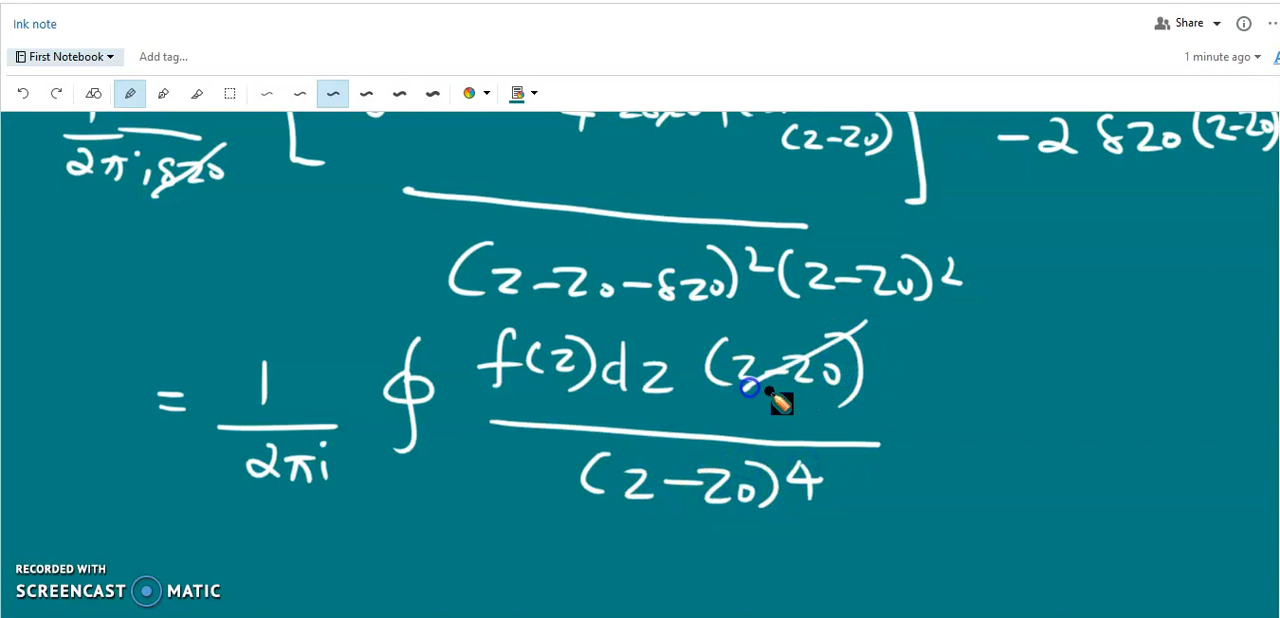 Ink note
Share
First Notebook
Add tag...
1 minute ago
1
2πi, δz0
(z-z0)
-2 δz0 (z-z0)
(z-z0-δz0)²(z-z0)²
= 1 ∮ f(z)dz (z-z0)
2πi (z-z0)4
RECORDED WITH
SCREENCAST MATIC